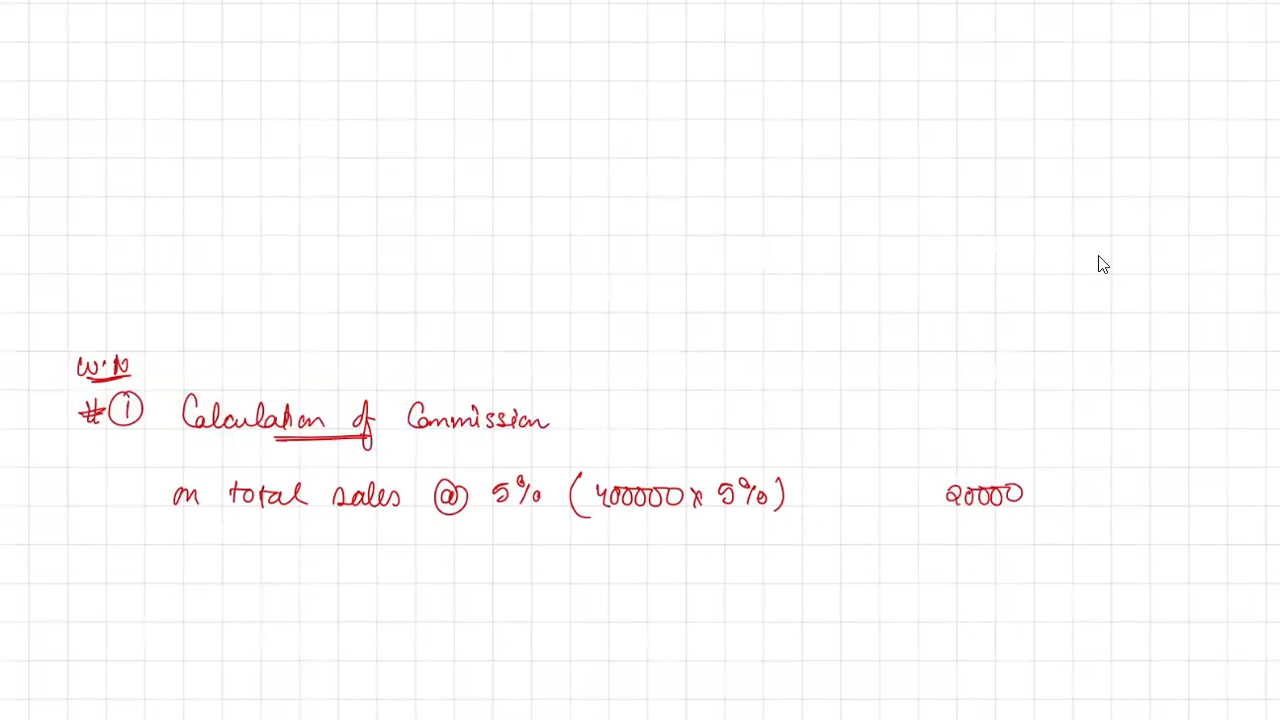 W.N
# ① Calculation of Commission
on total sales @ 5% (400000 x 5%) 20000